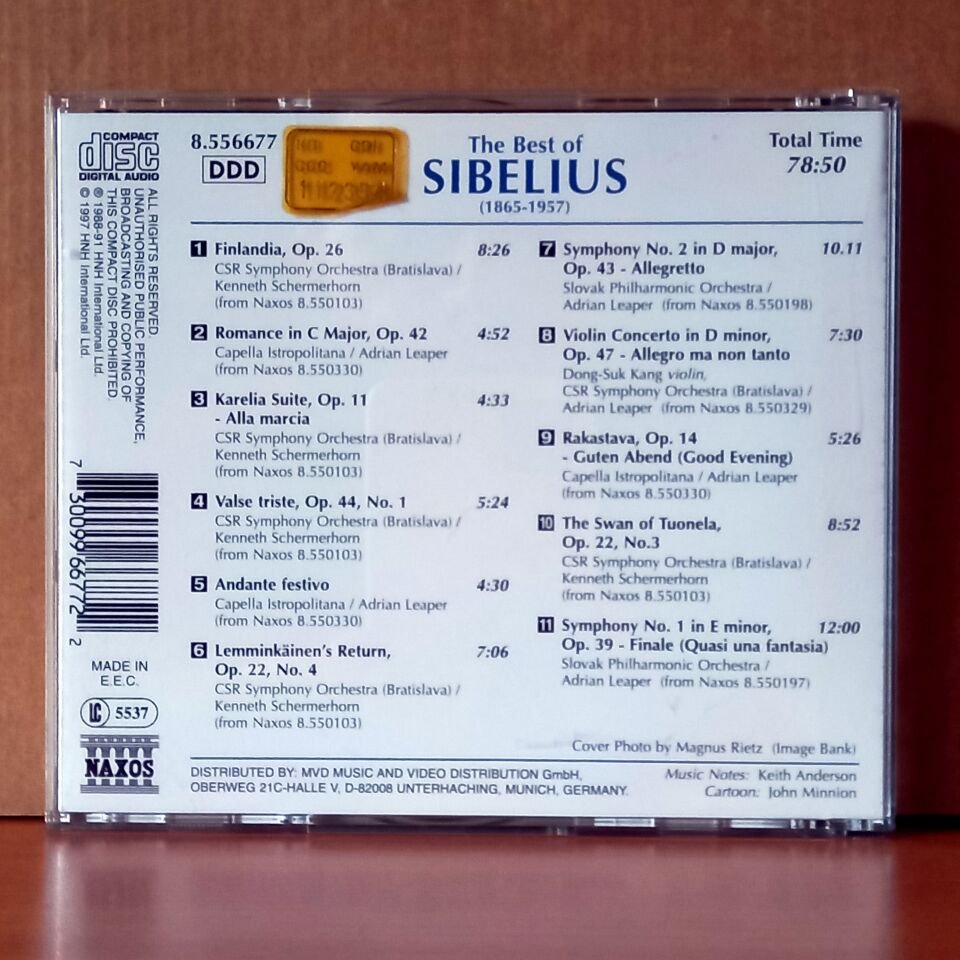 COMPACT
disc
DIGITAL AUDIO
8.556677
DDD
The Best of
SIBELIUS
(1865-1957)
Total Time
78:50
1 Finlandia, Op. 26 8:26
CSR Symphony Orchestra (Bratislava) /
Kenneth Schermerhorn
(from Naxos 8.550103)
2 Romance in C Major, Op. 42 4:52
Capella Istropolitana / Adrian Leaper
(from Naxos 8.550330)
3 Karelia Suite, Op. 11 4:33
- Alla marcia
CSR Symphony Orchestra (Bratislava) /
Kenneth Schermerhorn
(from Naxos 8.550103)
4 Valse triste, Op. 44, No. 1 5:24
CSR Symphony Orchestra (Bratislava) /
Kenneth Schermerhorn
(from Naxos 8.550103)
5 Andante festivo 4:30
Capella Istropolitana / Adrian Leaper
(from Naxos 8.550330)
6 Lemminkäinen's Return, 7:06
Op. 22, No. 4
CSR Symphony Orchestra (Bratislava) /
Kenneth Schermerhorn
(from Naxos 8.550103)
7 Symphony No. 2 in D major, 10.11
Op. 43 - Allegretto
Slovak Philharmonic Orchestra /
Adrian Leaper (from Naxos 8.550198)
8 Violin Concerto in D minor, 7:30
Op. 47 - Allegro ma non tanto
Dong-Suk Kang violin,
CSR Symphony Orchestra (Bratislava) /
Adrian Leaper (from Naxos 8.550329)
9 Rakastava, Op. 14 5:26
- Guten Abend (Good Evening)
Capella Istropolitana / Adrian Leaper
(from Naxos 8.550330)
10 The Swan of Tuonela, 8:52
Op. 22, No.3
CSR Symphony Orchestra (Bratislava) /
Kenneth Schermerhorn
(from Naxos 8.550103)
11 Symphony No. 1 in E minor, 12:00
Op. 39 - Finale (Quasi una fantasia)
Slovak Philharmonic Orchestra /
Adrian Leaper (from Naxos 8.550197)
Cover Photo by Magnus Rietz (Image Bank)
DISTRIBUTED BY: MVD MUSIC AND VIDEO DISTRIBUTION GmbH,
OBERWEG 21C-HALLE V, D-82008 UNTERHACHING, MUNICH, GERMANY.
Music Notes: Keith Anderson
Cartoon: John Minnion
ALL RIGHTS RESERVED.
UNAUTHORISED PUBLIC PERFORMANCE,
BROADCASTING AND COPYING OF
THIS COMPACT DISC PROHIBITED.
℗ 1988-91 HNH International Ltd.
© 1997 HNH International Ltd.
7 30099 66772 2
MADE IN
E.E.C.
LC 5537
NAXOS